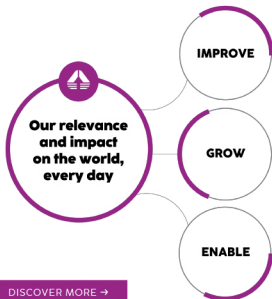 IMPROVE
Our relevance
and impact
on the world,
every day
GROW
ENABLE
DISCOVER MORE →